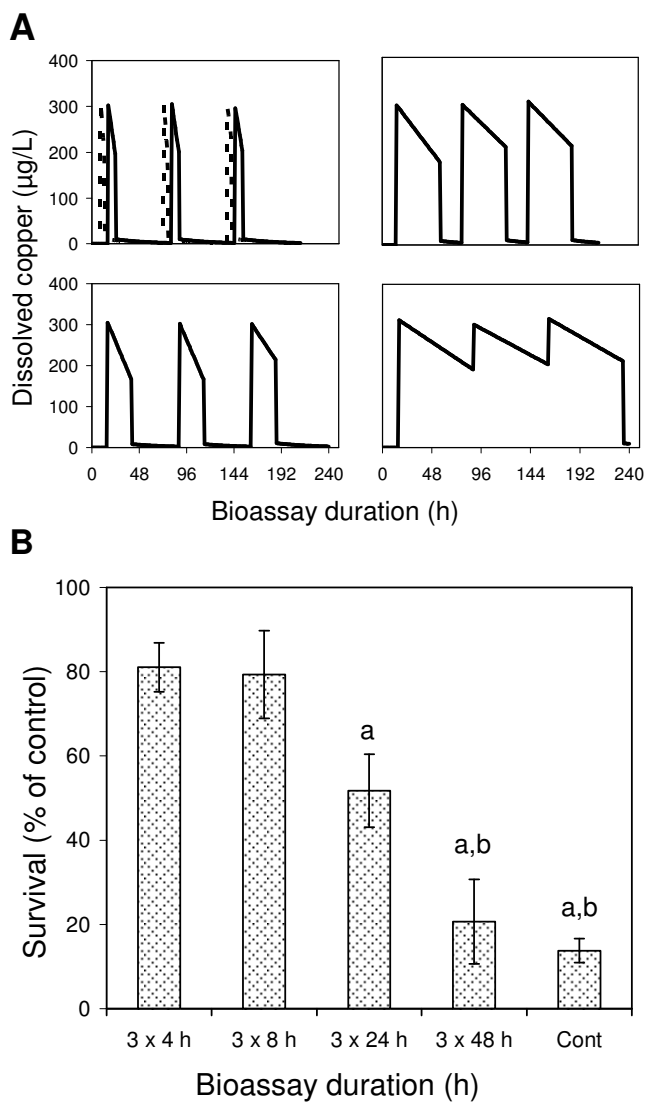 A
Dissolved copper (µg/L)
400
300
200
100
0
400
300
200
100
0
0 48 96 144 192 240
0 48 96 144 192 240
Bioassay duration (h)
B
Survival (% of control)
100
80
60
40
20
0
a
a,b
a,b
3 x 4 h 3 x 8 h 3 x 24 h 3 x 48 h Cont
Bioassay duration (h)